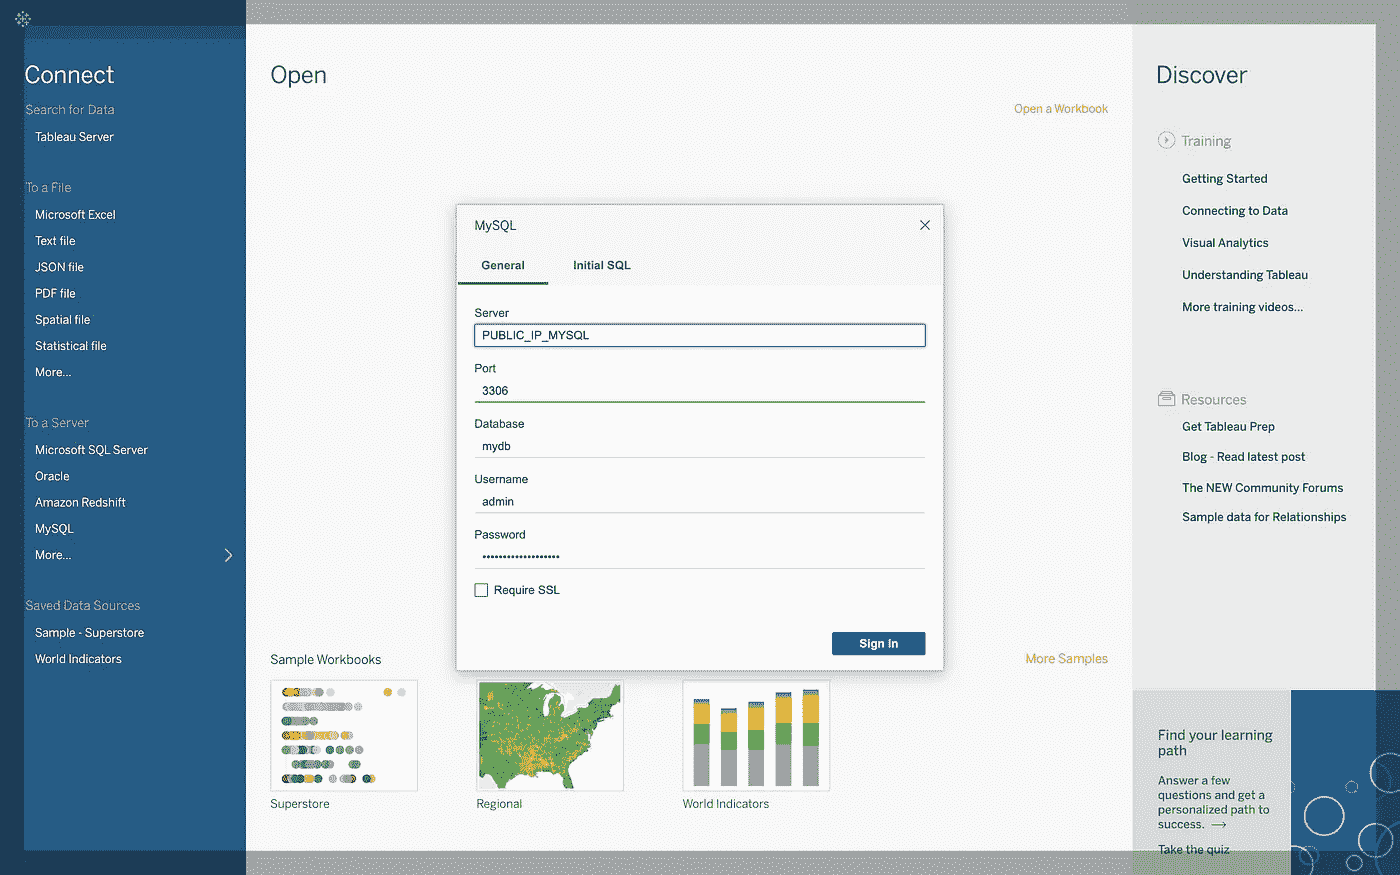 Connect
Search for Data
Tableau Server
To a File
Microsoft Excel
Text file
JSON file
PDF file
Spatial file
Statistical file
More...
To a Server
Microsoft SQL Server
Oracle
Amazon Redshift
MySQL
More...
Saved Data Sources
Sample - Superstore
World Indicators
Open
Open a Workbook
MySQL
General
Initial SQL
Server
PUBLIC_IP_MYSQL
Port
3306
Database
mydb
Username
admin
Password
••••••••••••••••••••
Require SSL
Sign In
Sample Workbooks
More Samples
Superstore
Regional
World Indicators
Discover
Training
Getting Started
Connecting to Data
Visual Analytics
Understanding Tableau
More training videos...
Resources
Get Tableau Prep
Blog - Read latest post
The NEW Community Forums
Sample data for Relationships
Find your learning
path
Answer a few
questions and get a
personalized path to
success. →
Take the quiz